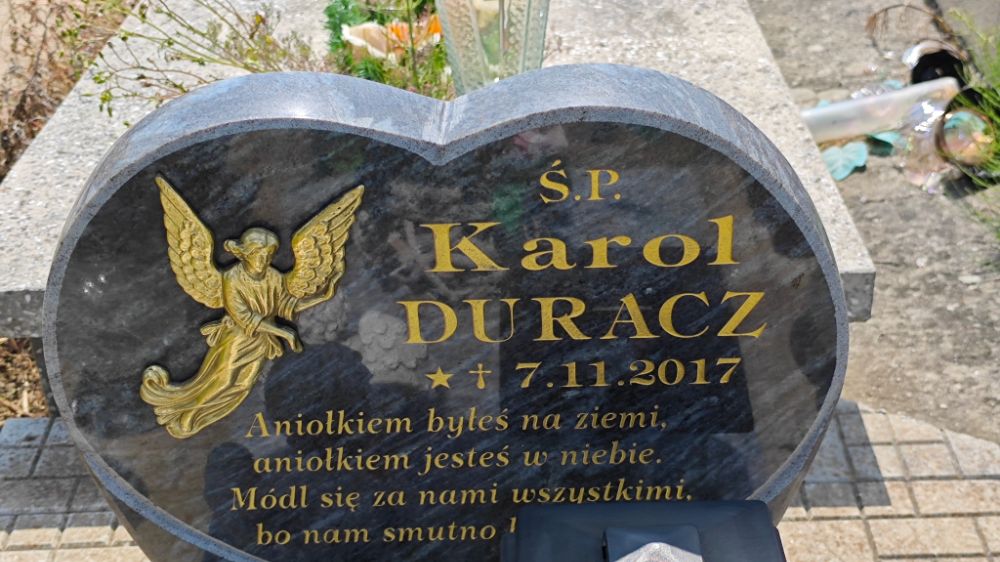 Ś.P.
Karol
DURACZ
★ † 7.11.2017
Aniołkiem byłeś na ziemi,
aniołkiem jesteś w niebie.
Módl się za nami wszystkimi,
bo nam smutno